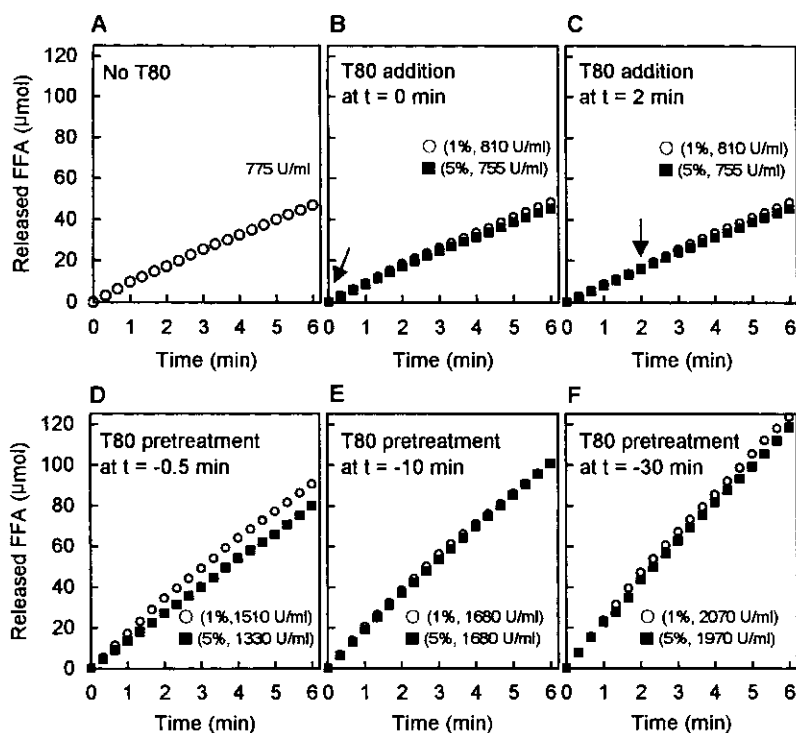 A
B
C
Released FFA (µmol)
120
100
80
60
40
20
0
No T80
775 U/ml
T80 addition
at t = 0 min
(1%, 810 U/ml)
(5%, 755 U/ml)
T80 addition
at t = 2 min
(1%, 810 U/ml)
(5%, 755 U/ml)
0 1 2 3 4 5 6
0 1 2 3 4 5 6
0 1 2 3 4 5 6
Time (min)
Time (min)
Time (min)
D
E
F
Released FFA (µmol)
120
100
80
60
40
20
0
T80 pretreatment
at t = -0.5 min
(1%,1510 U/ml)
(5%, 1330 U/ml)
T80 pretreatment
at t = -10 min
(1%, 1680 U/ml)
(5%, 1680 U/ml)
T80 pretreatment
at t = -30 min
(1%, 2070 U/ml)
(5%, 1970 U/ml)
0 1 2 3 4 5 6
0 1 2 3 4 5 6
0 1 2 3 4 5 6
Time (min)
Time (min)
Time (min)